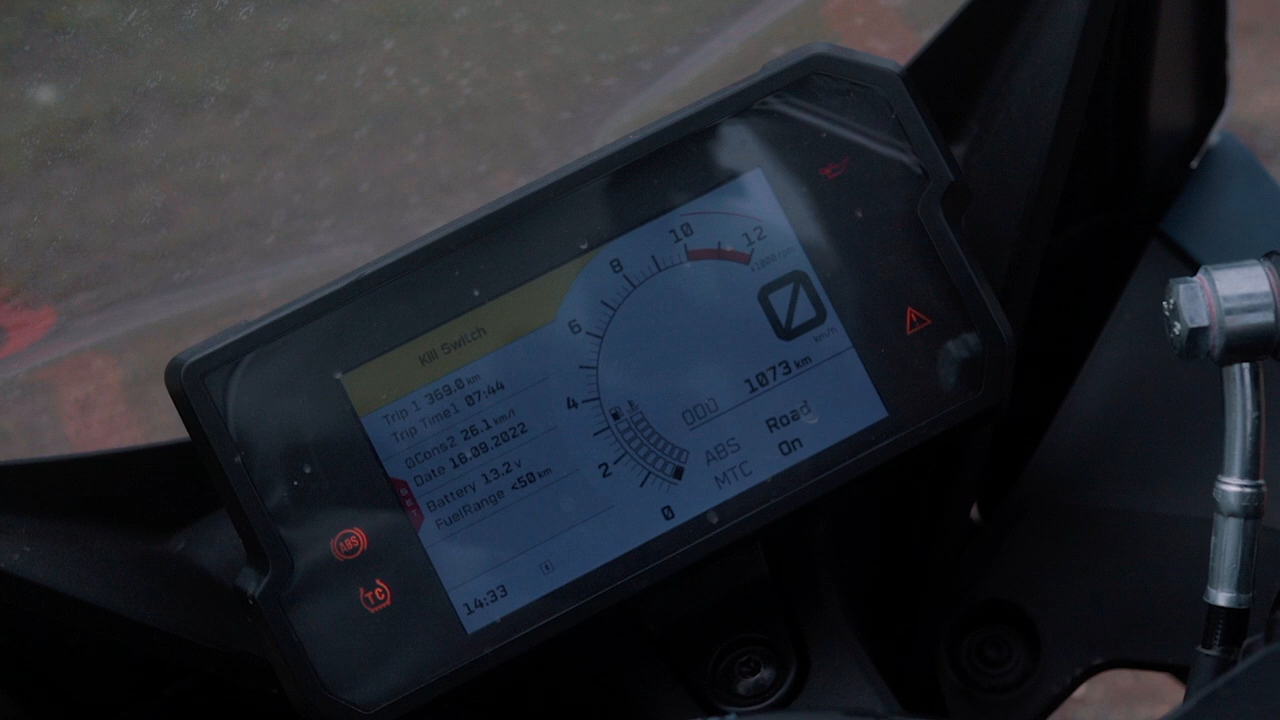 Kill Switch
Trip 1 369.0 km
Trip Time1 07:44
ØCons2 26.1 km/l
Date 16.09.2022
Battery 13.2 V
FuelRange <50 km
14:33
0
2
4
6
8
10
12
x1000/rpm
km/h
1073 km
ABS Road
MTC On
ABS
TC